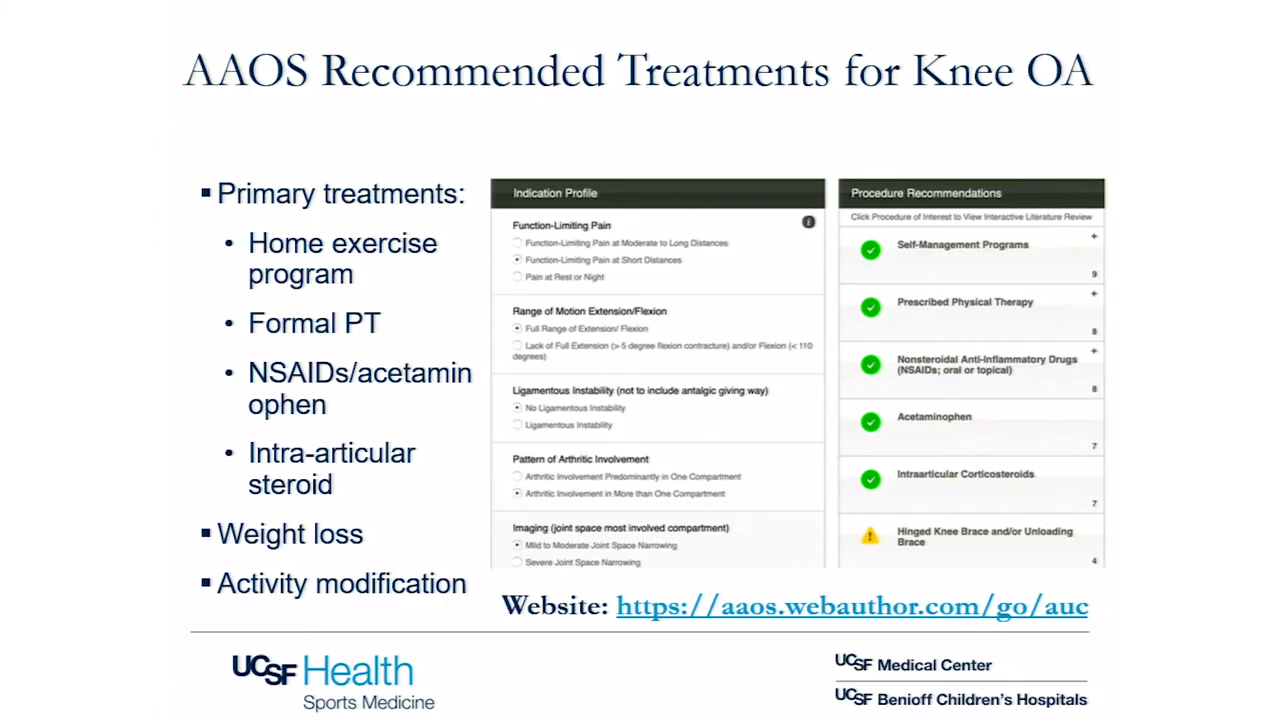 AAOS Recommended Treatments for Knee OA
▪ Primary treatments:
• Home exercise
program
• Formal PT
• NSAIDs/acetamin
ophen
• Intra-articular
steroid
▪ Weight loss
▪ Activity modification
Indication Profile
Function-Limiting Pain
Function-Limiting Pain at Moderate to Long Distances
Function-Limiting Pain at Short Distances
Pain at Rest or Night
Range of Motion Extension/Flexion
Full Range of Extension/ Flexion
Lack of Full Extension (> 5 degree flexion contracture) and/or Flexion (< 110
degrees)
Ligamentous Instability (not to include antalgic giving way)
No Ligamentous Instability
Ligamentous Instability
Pattern of Arthritic Involvement
Arthritic Involvement Predominantly in One Compartment
Arthritic Involvement in More than One Compartment
Imaging (joint space most involved compartment)
Mild to Moderate Joint Space Narrowing
Severe Joint Space Narrowing
Procedure Recommendations
Click Procedure of Interest to View Interactive Literature Review
Self-Management Programs
+
9
Prescribed Physical Therapy
+
8
Nonsteroidal Anti-Inflammatory Drugs
(NSAIDs; oral or topical)
+
8
Acetaminophen
7
Intraarticular Corticosteroids
7
Hinged Knee Brace and/or Unloading
Brace
4
Website: https://aaos.webauthor.com/go/auc
UCSF Health
Sports Medicine
UCSF Medical Center
UCSF Benioff Children's Hospitals